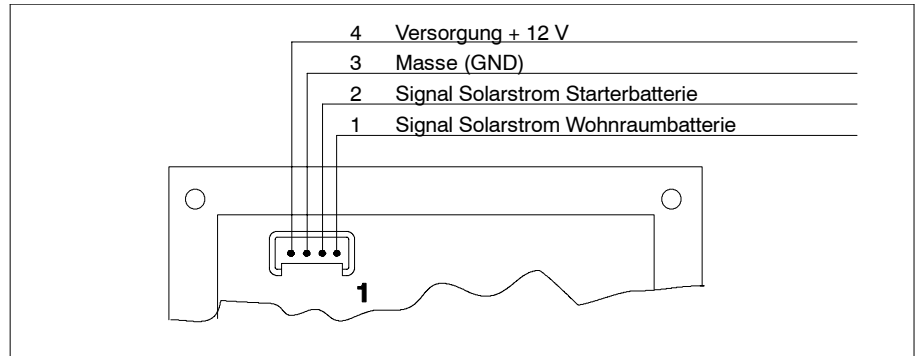 4 Versorgung + 12 V
3 Masse (GND)
2 Signal Solarstrom Starterbatterie
1 Signal Solarstrom Wohnraumbatterie
1